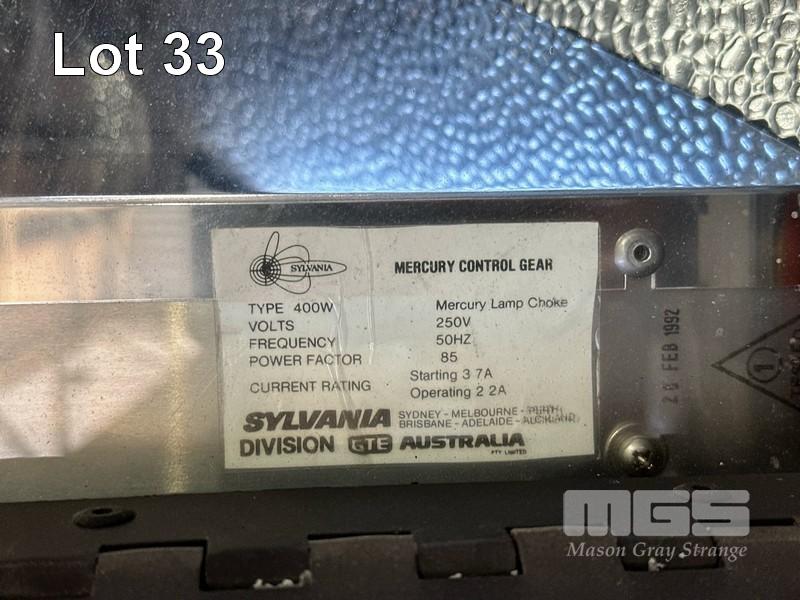 Lot 33
SYLVANIA
MERCURY CONTROL GEAR
TYPE 400W Mercury Lamp Choke
VOLTS 250V
FREQUENCY 50HZ
POWER FACTOR 85
CURRENT RATING Starting 3 7A
Operating 2 2A
SYLVANIA SYDNEY - MELBOURNE - PERTH
BRISBANE - ADELAIDE - AUCKLAND
DIVISION GTE AUSTRALIA
PTY LIMITED
20 FEB 1992
1
MGS
Mason Gray Strange